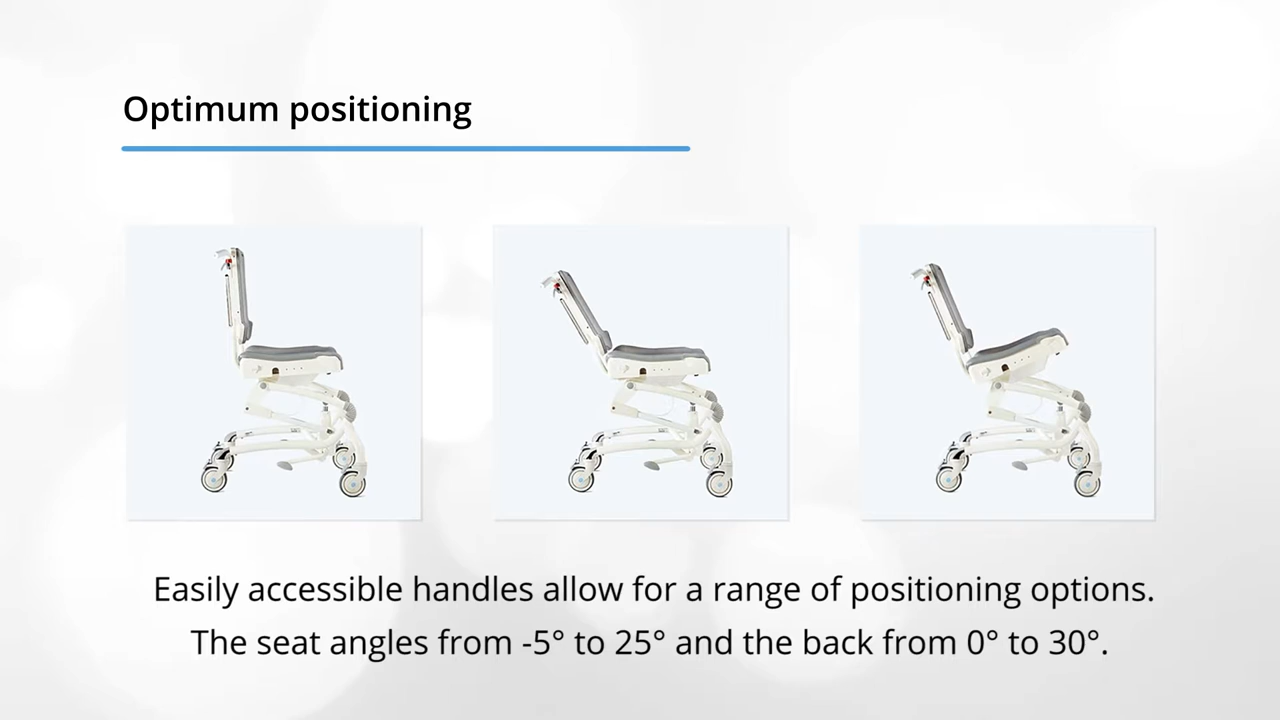 Optimum positioning
Easily accessible handles allow for a range of positioning options.
The seat angles from -5° to 25° and the back from 0° to 30°.